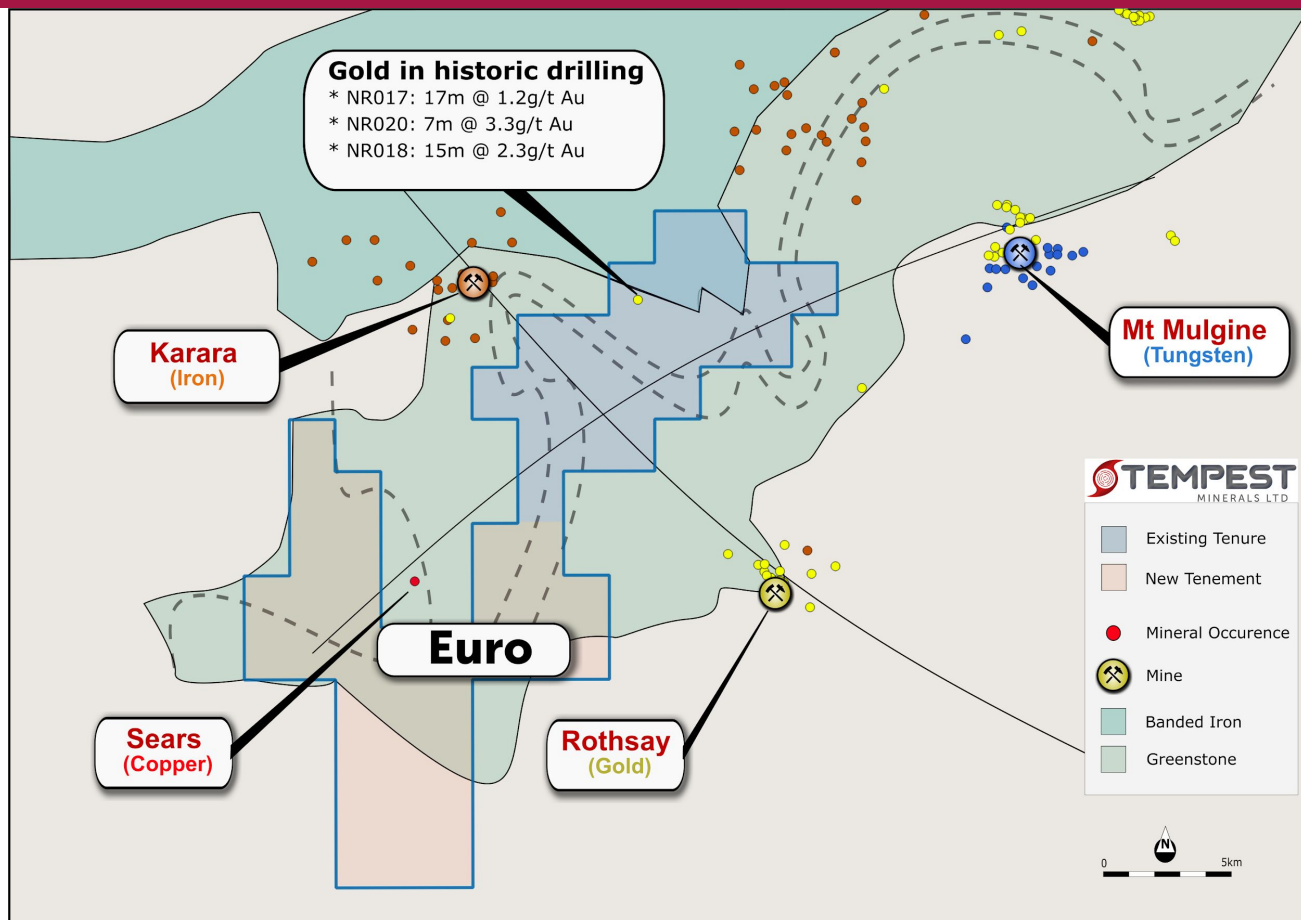 Gold in historic drilling
* NR017: 17m @ 1.2g/t Au
* NR020: 7m @ 3.3g/t Au
* NR018: 15m @ 2.3g/t Au
Karara
(Iron)
Mt Mulgine
(Tungsten)
Euro
Sears
(Copper)
Rothsay
(Gold)
TEMPEST
MINERALS LTD
Existing Tenure
New Tenement
Mineral Occurence
Mine
Banded Iron
Greenstone
N
0 5km